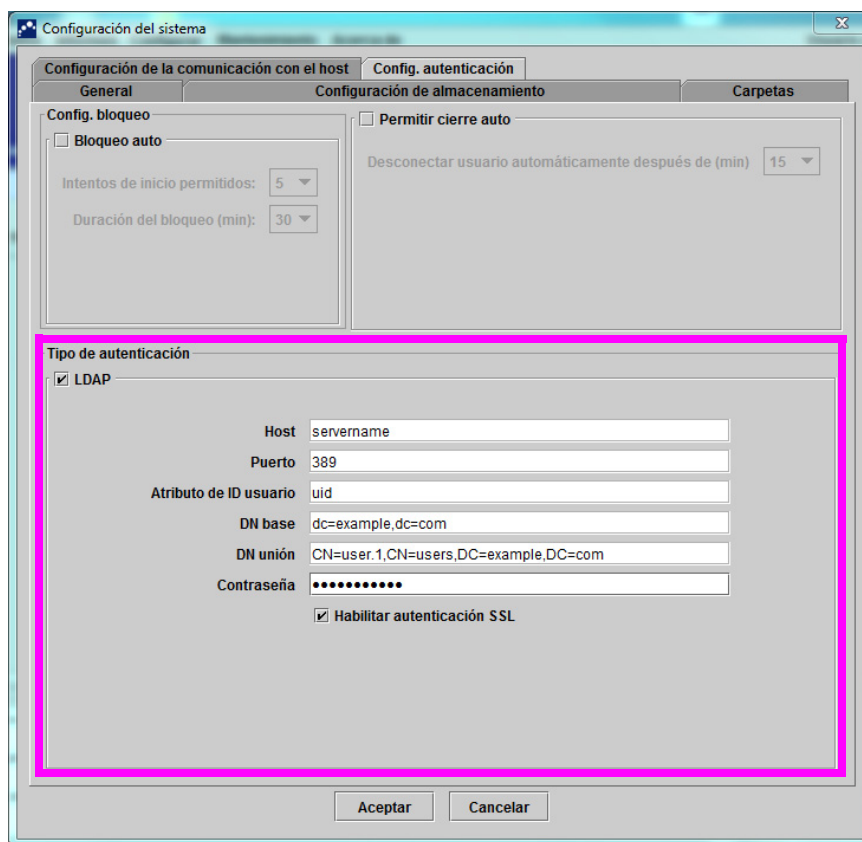 Configuración del sistema
Configuración de la comunicación con el host
Config. autenticación
General
Configuración de almacenamiento
Carpetas
Config. bloqueo
Bloqueo auto
Intentos de inicio permitidos: 5
Duración del bloqueo (min): 30
Permitir cierre auto
Desconectar usuario automáticamente después de (min) 15
Tipo de autenticación
LDAP
Host servername
Puerto 389
Atributo de ID usuario uid
DN base dc=example,dc=com
DN unión CN=user.1,CN=users,DC=example,DC=com
Contraseña •••••••••••
Habilitar autenticación SSL
Aceptar
Cancelar